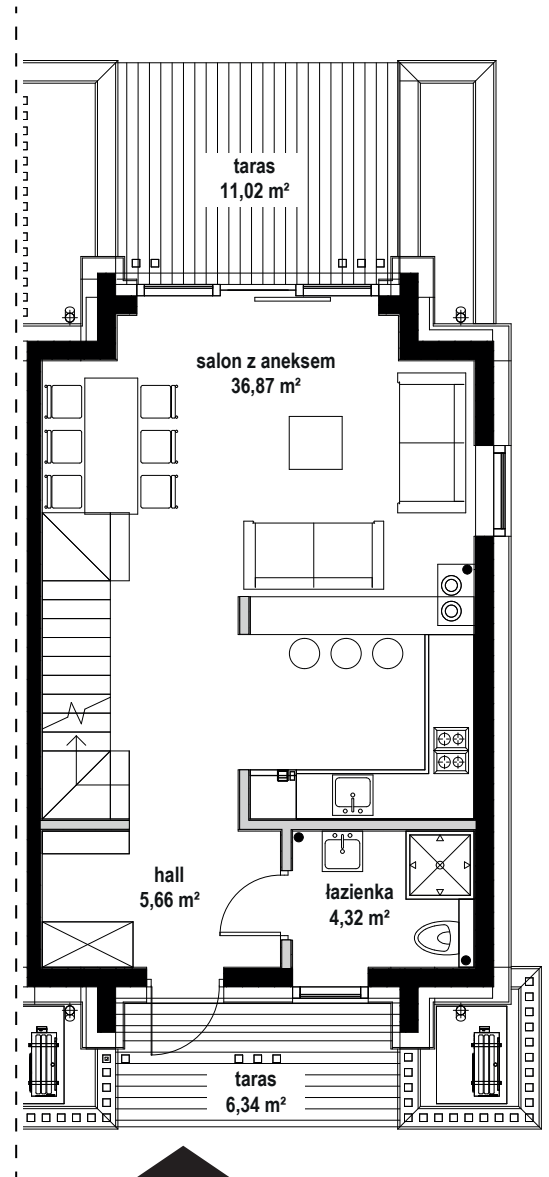 taras
11,02 m²
salon z aneksem
36,87 m²
hall
5,66 m²
łazienka
4,32 m²
taras
6,34 m²